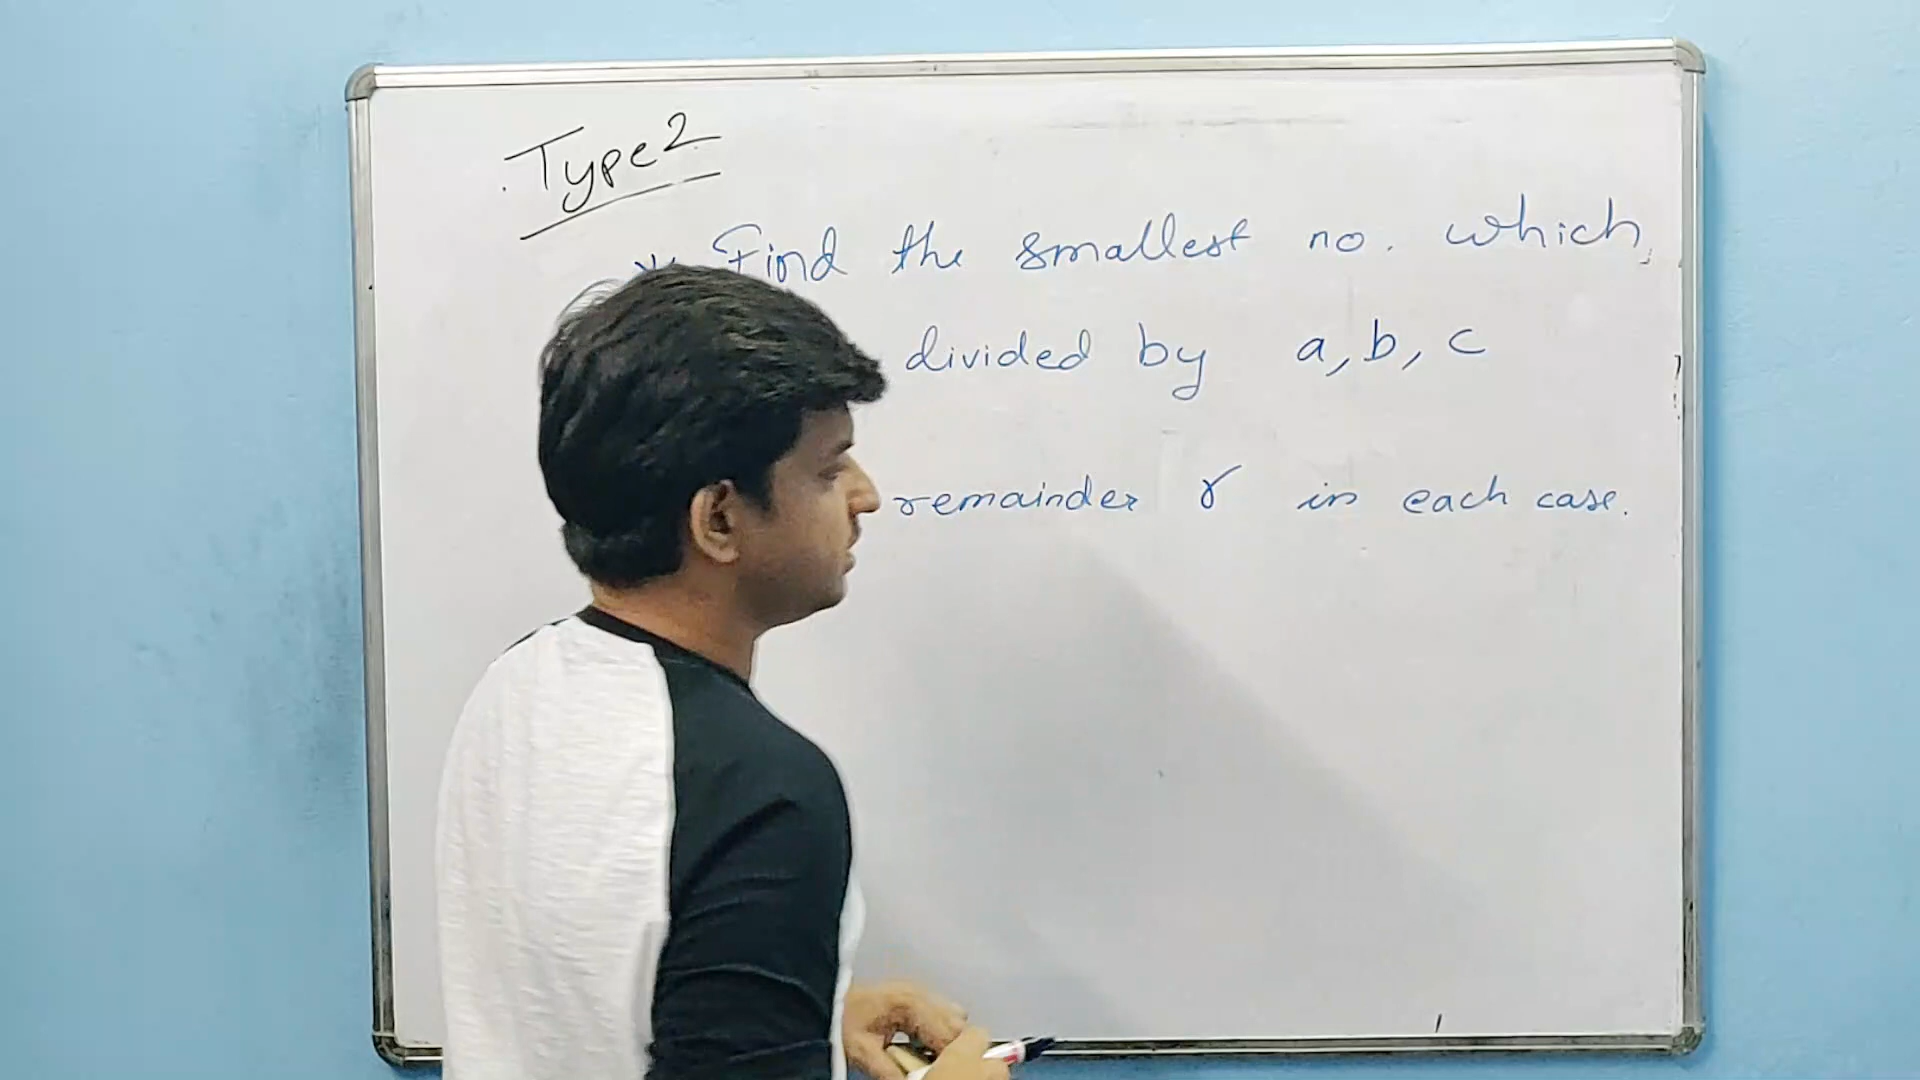 Type 2
* Find the smallest no. which
divided by a, b, c
remainder r in each case.